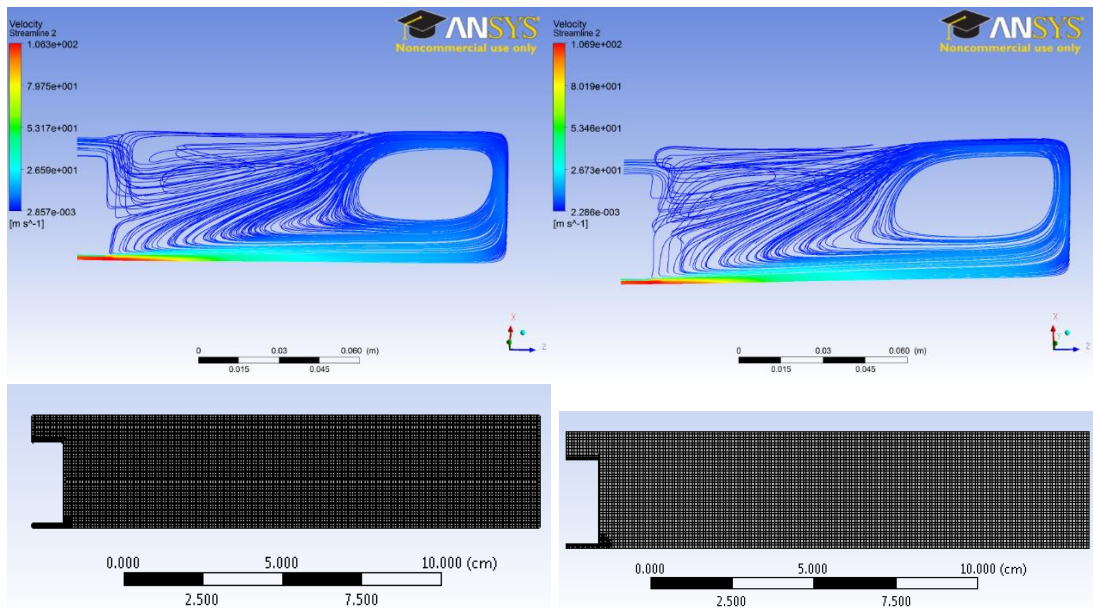 Velocity
Streamline 2
1.063e+002
7.975e+001
5.317e+001
2.659e+001
2.857e-003
[m s^-1]
ANSYS
Noncommercial use only
X
Z
0 0.03 0.060 (m)
0.015 0.045
Velocity
Streamline 2
1.069e+002
8.019e+001
5.346e+001
2.673e+001
2.286e-003
[m s^-1]
ANSYS
Noncommercial use only
X
Y
Z
0 0.03 0.060 (m)
0.015 0.045
0.000 5.000 10.000 (cm)
2.500 7.500
0.000 5.000 10.000 (cm)
2.500 7.500